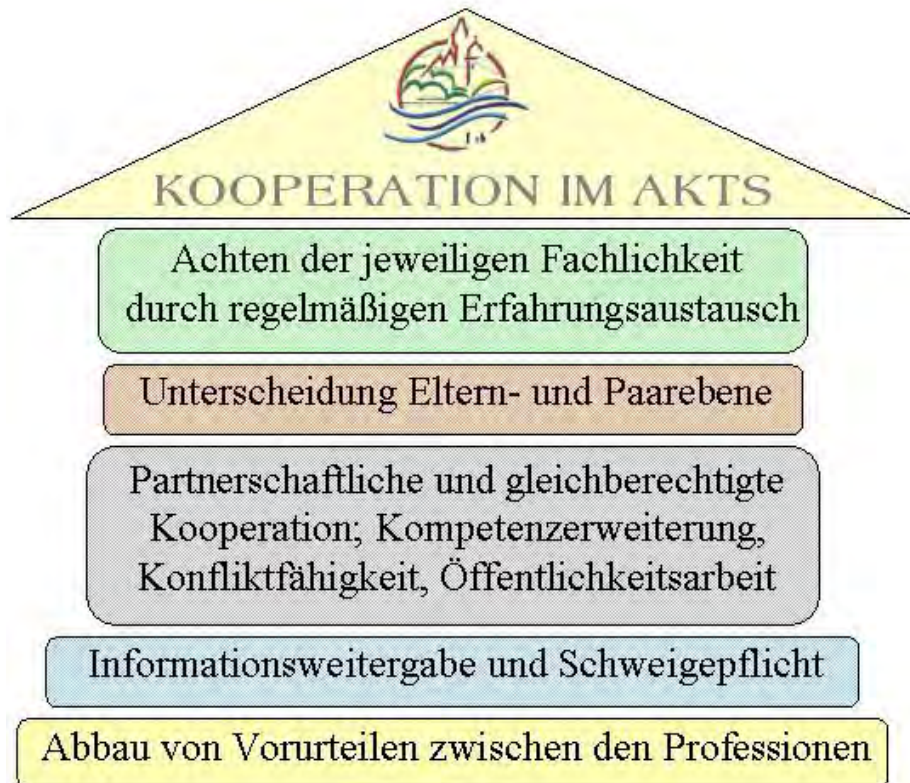 KOOPERATION IM AKTS
Achten der jeweiligen Fachlichkeit
durch regelmäßigen Erfahrungsaustausch
Unterscheidung Eltern- und Paarebene
Partnerschaftliche und gleichberechtigte
Kooperation; Kompetenzerweiterung,
Konfliktfähigkeit, Öffentlichkeitsarbeit
Informationsweitergabe und Schweigepflicht
Abbau von Vorurteilen zwischen den Professionen